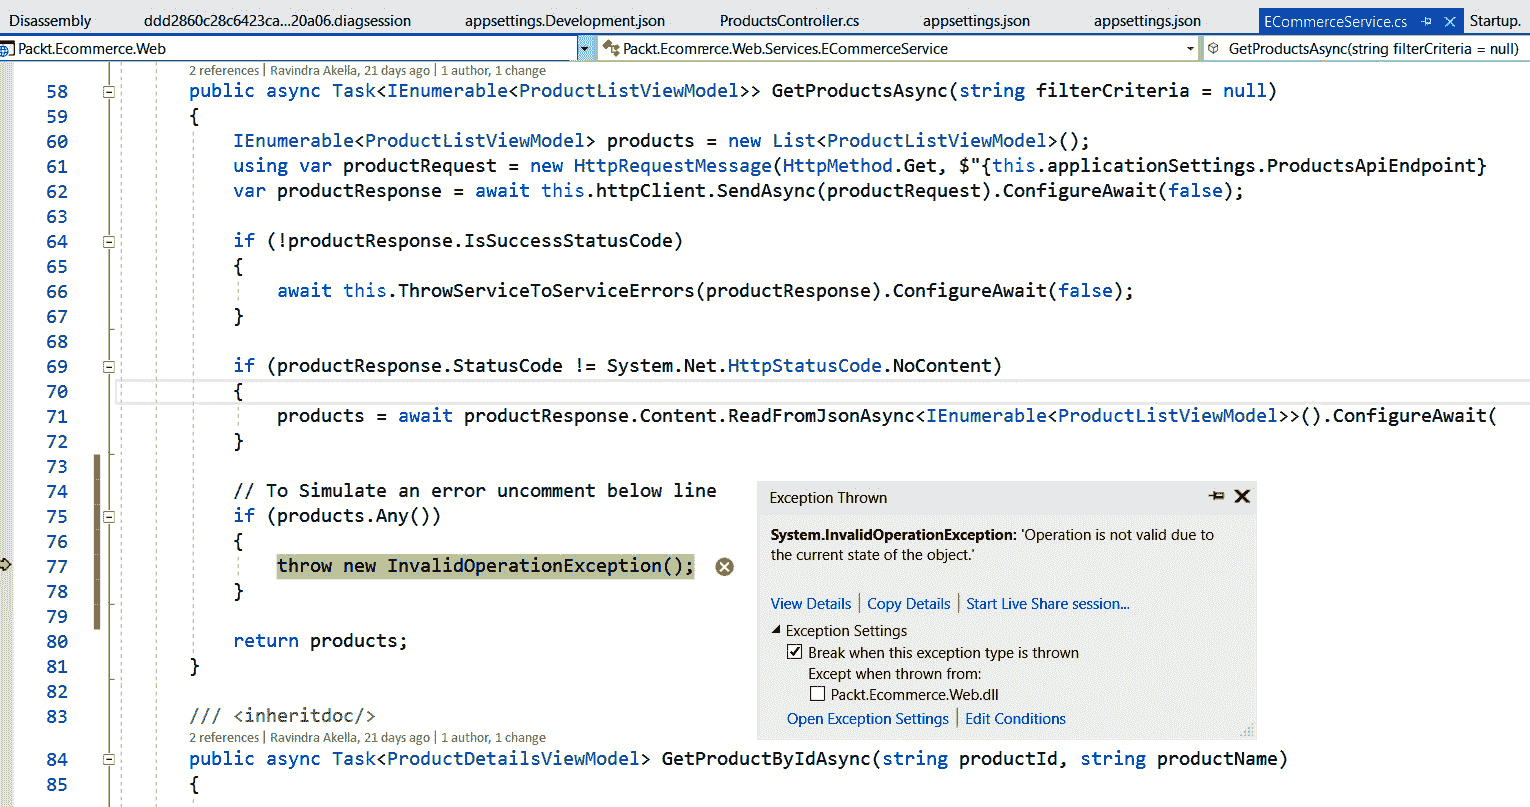 Disassembly ddd2860c28c6423ca...20a06.diagsession appsettings.Development.json ProductsController.cs appsettings.json appsettings.json ECommerceService.cs Startup.
Packt.Ecommerce.Web Packt.Ecomrerce.Web.Services.ECommerceService GetProductsAsync(string filterCriteria = null)
2 references | Ravindra Akella, 21 days ago | 1 author, 1 change
58 public async Task<IEnumerable<ProductListViewModel>> GetProductsAsync(string filterCriteria = null)
59 {
60 IEnumerable<ProductListViewModel> products = new List<ProductListViewModel>();
61 using var productRequest = new HttpRequestMessage(HttpMethod.Get, $"{this.applicationSettings.ProductsApiEndpoint}
62 var productResponse = await this.httpClient.SendAsync(productRequest).ConfigureAwait(false);
63
64 if (!productResponse.IsSuccessStatusCode)
65 {
66 await this.ThrowServiceToServiceErrors(productResponse).ConfigureAwait(false);
67 }
68
69 if (productResponse.StatusCode != System.Net.HttpStatusCode.NoContent)
70 {
71 products = await productResponse.Content.ReadFromJsonAsync<IEnumerable<ProductListViewModel>>().ConfigureAwait(
72 }
73
74 // To Simulate an error uncomment below line
75 if (products.Any())
76 {
77 throw new InvalidOperationException();
78 }
79
80 return products;
81 }
82
83 /// <inheritdoc/>
2 references | Ravindra Akella, 21 days ago | 1 author, 1 change
84 public async Task<ProductDetailsViewModel> GetProductByIdAsync(string productId, string productName)
85 {
Exception Thrown
System.InvalidOperationException: 'Operation is not valid due to
the current state of the object.'
View Details | Copy Details | Start Live Share session...
Exception Settings
Break when this exception type is thrown
Except when thrown from:
Packt.Ecommerce.Web.dll
Open Exception Settings | Edit Conditions